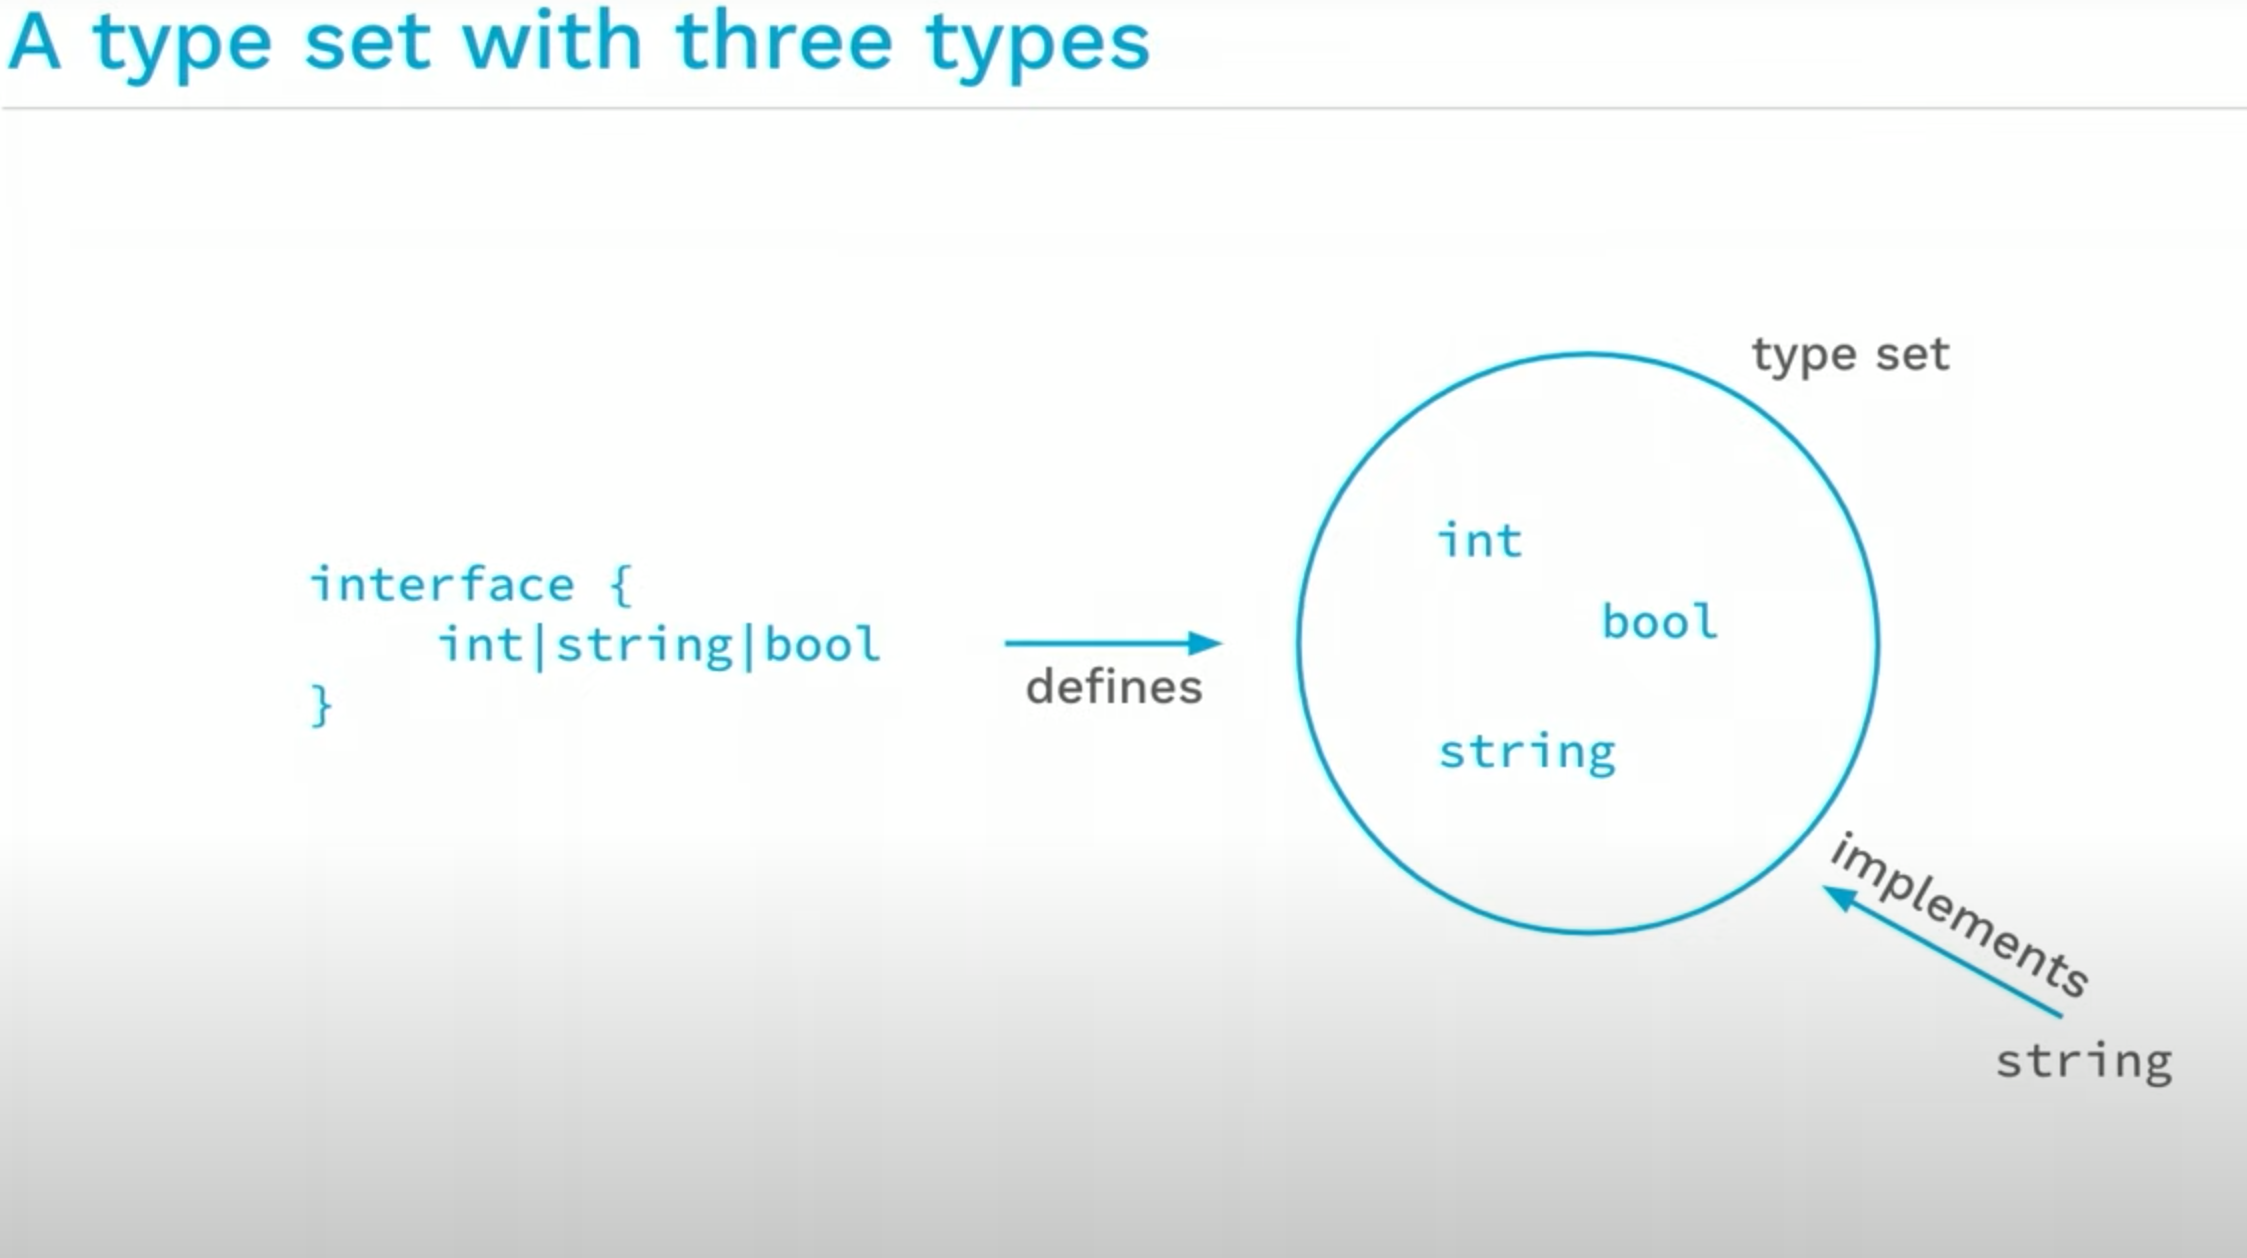 A type set with three types
type set
interface {
int|string|bool
}
defines
int
bool
string
implements
string